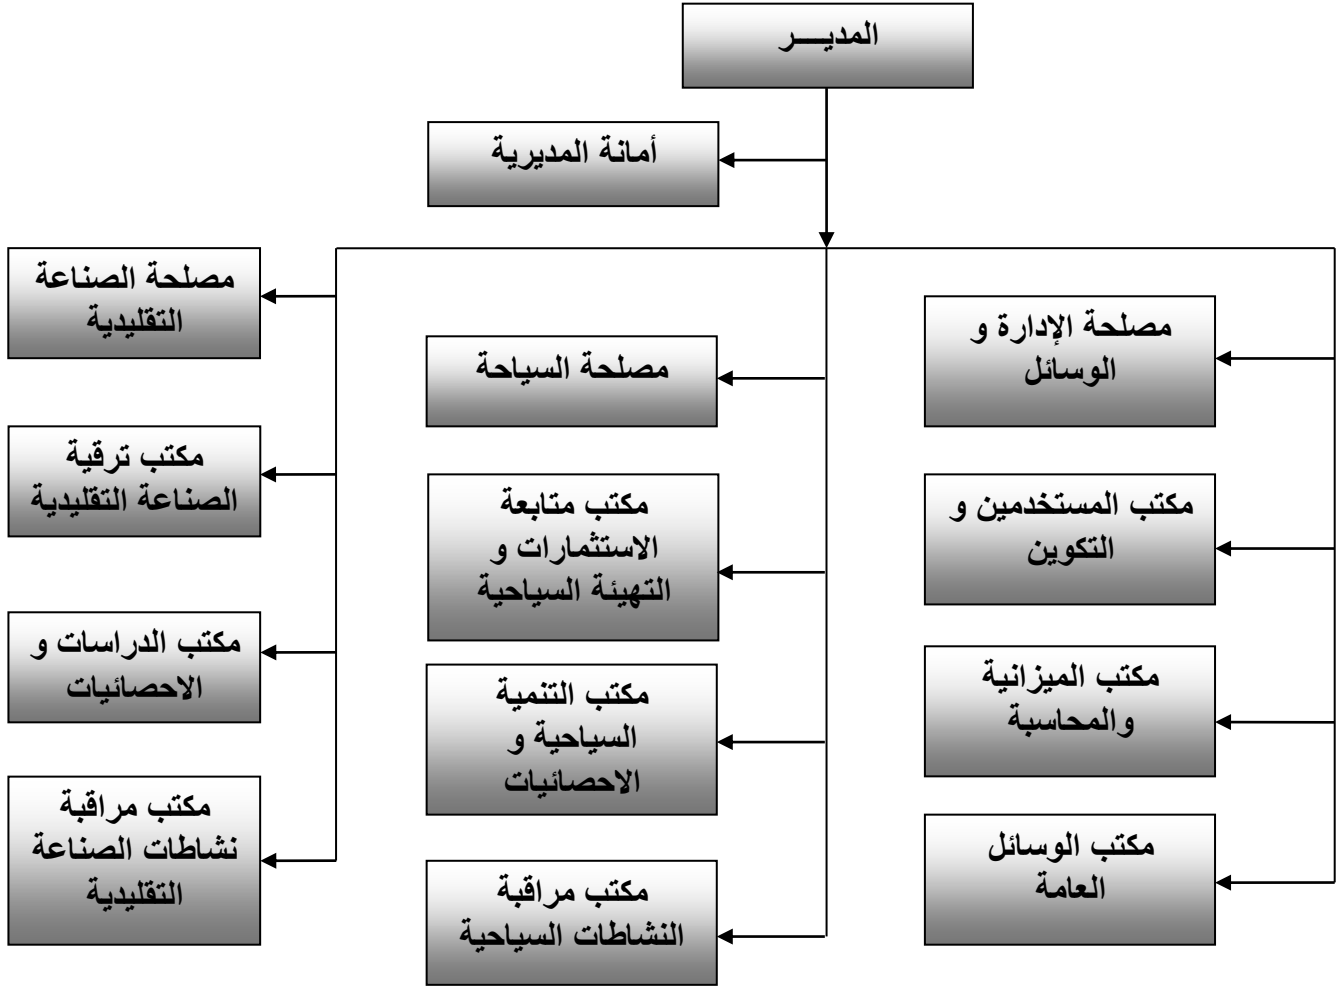 المديـــر
أمانة المديرية
مصلحة الإدارة و
الوسائل
مكتب المستخدمين و
التكوين
مكتب الميزانية
والمحاسبة
مكتب الوسائل
العامة
مصلحة السياحة
مكتب متابعة
الاستثمارات و
التهيئة السياحية
مكتب التنمية
السياحية و
الاحصائيات
مكتب مراقبة
النشاطات السياحية
مصلحة الصناعة
التقليدية
مكتب ترقية
الصناعة التقليدية
مكتب الدراسات و
الاحصائيات
مكتب مراقبة
نشاطات الصناعة
التقليدية